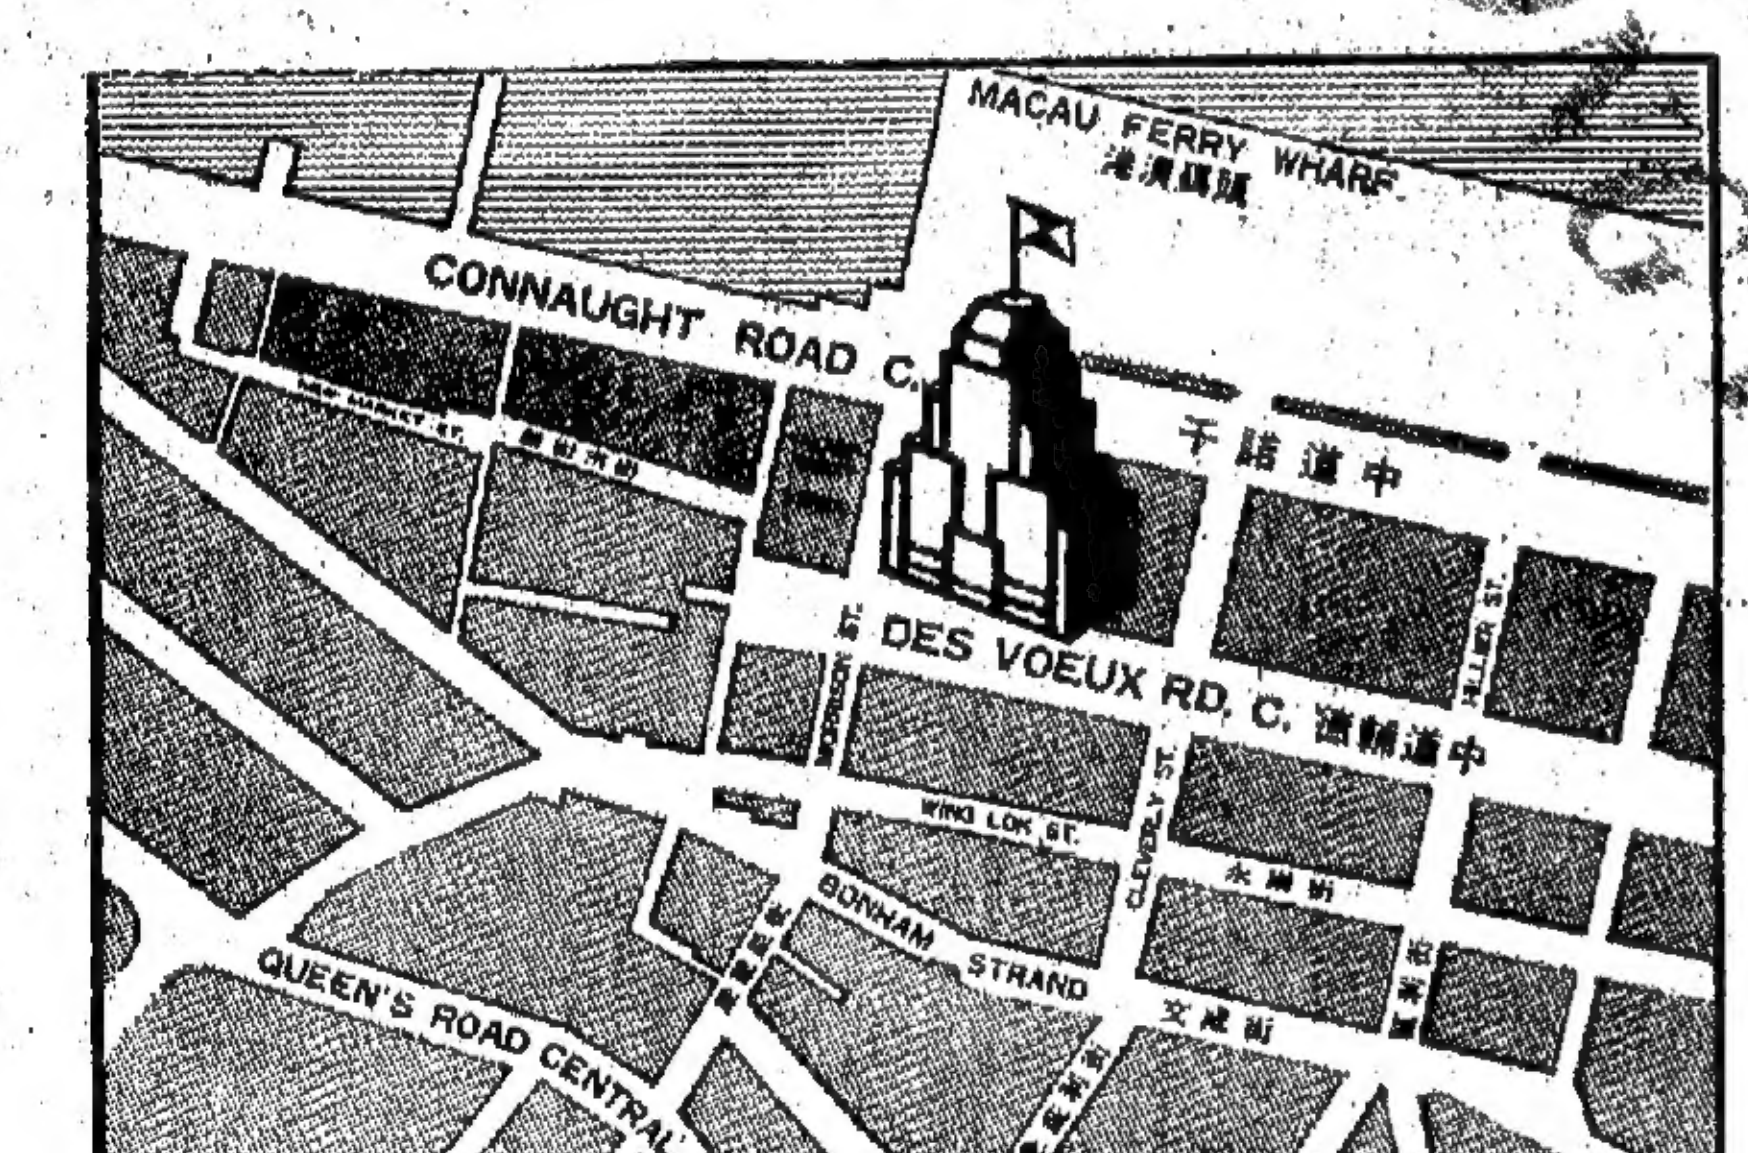 MACAU FERRY WHARF
港澳碼頭
CONNAUGHT ROAD C.
干諾道中
NEW MARKET ST.
HILLIER ST.
MORRISON ST.
DES VOEUX RD. C. 德輔道中
CLEVERLY ST.
WING LOK ST.
永樂街
BONHAM STRAND
文咸街
QUEEN'S ROAD CENTRAL